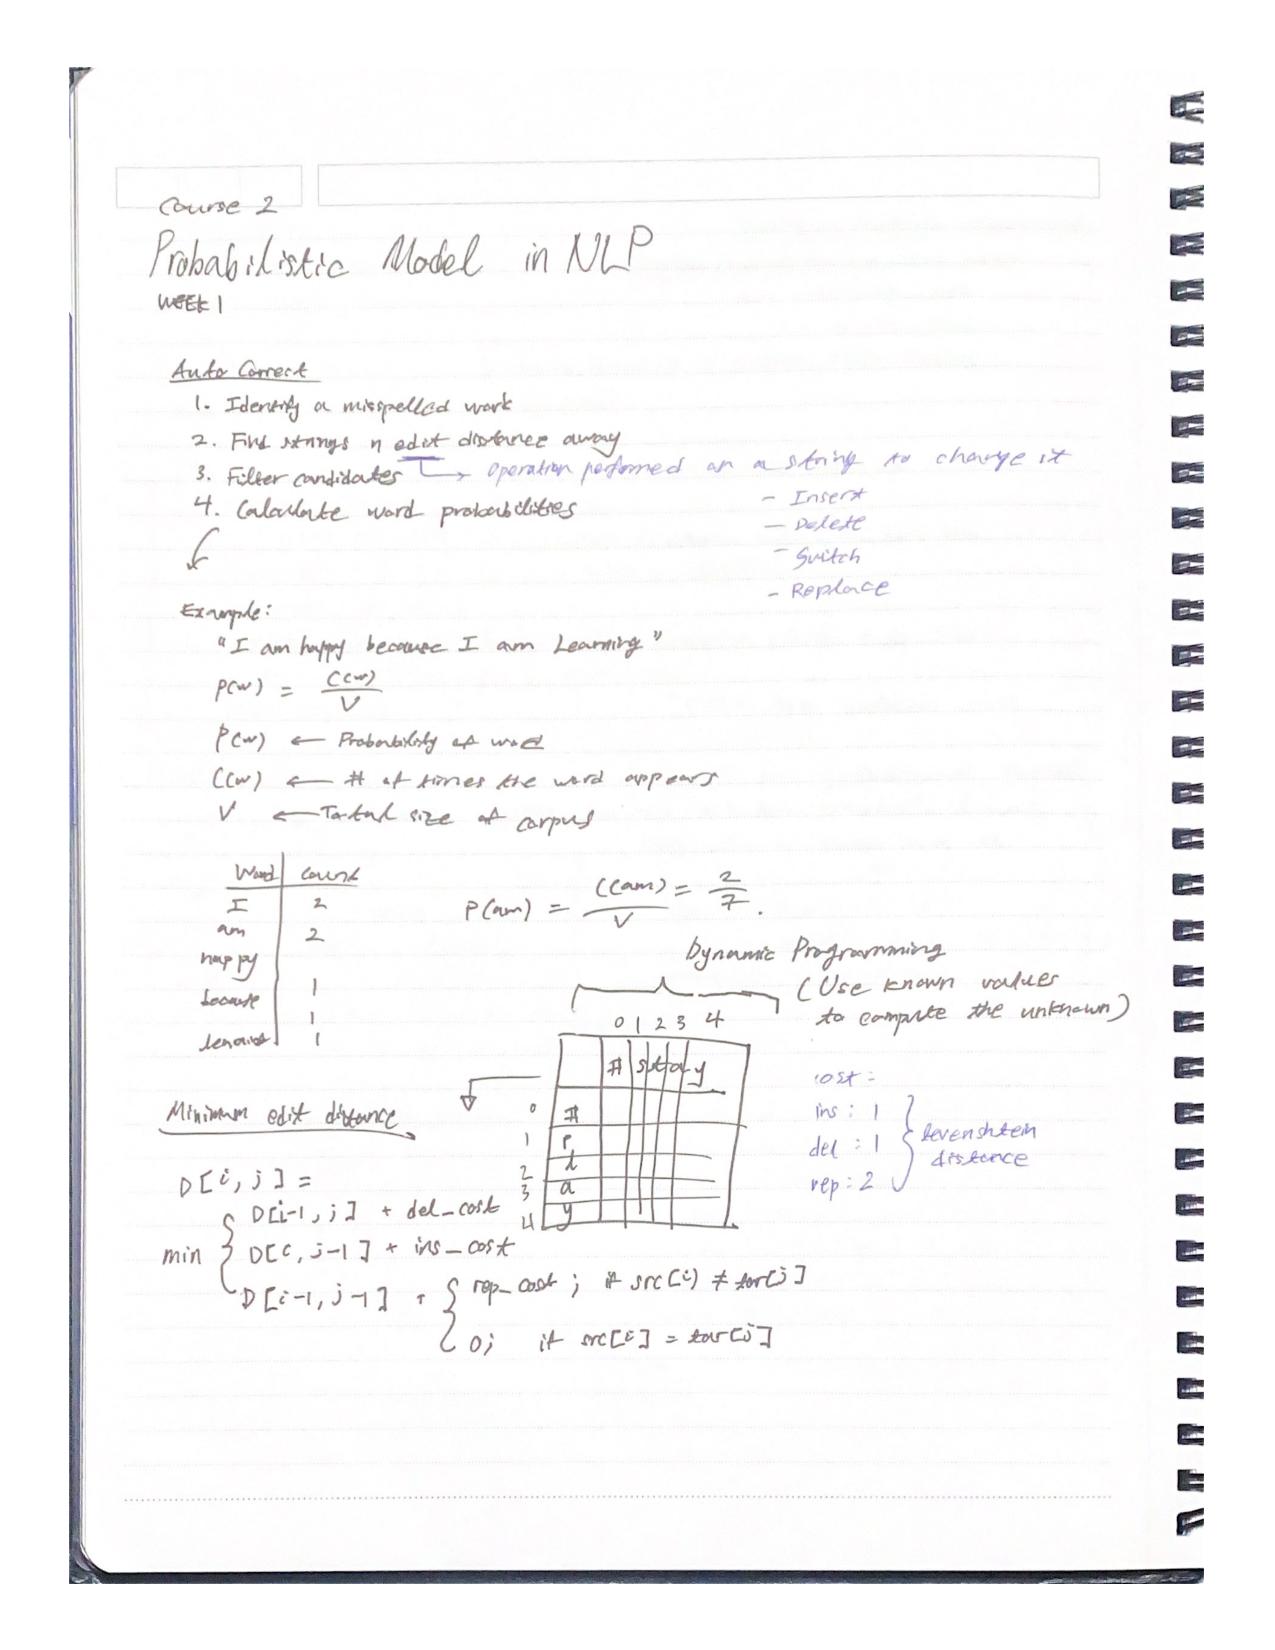 Course 2
Probabilistic Model in NLP
WEEK 1
Auto Correct
1. Identify a misspelled work
2. Find strings n edit distance away
3. Filter candidates → operation performed on a string to change it
4. Calculate word probabilities
- Insert
- Delete
- Switch
- Replace
Example:
"I am happy because I am Learning"
P(w) = C(w) / V
P(w) ← Probability of word
C(w) ← # of times the word appears
V ← Total size of corpus
Word | Count
I | 2
am | 2
happy | 1
because | 1
learning | 1
P(am) = C(am) / V = 2 / 7.
Dynamic Programming
(Use known values
to compute the unknown)
0 1 2 3 4
# s t a y
0 #
1 p
2 l
3 a
4 y
cost:
ins: 1
del: 1
rep: 2
levenshtein
distance
Minimum edit distance
D[i, j] =
min { D[i-1, j] + del_cost
D[i, j-1] + ins_cost
D[i-1, j-1] + { rep_cost; if src[i] ≠ tar[j]
0; if src[i] = tar[j]